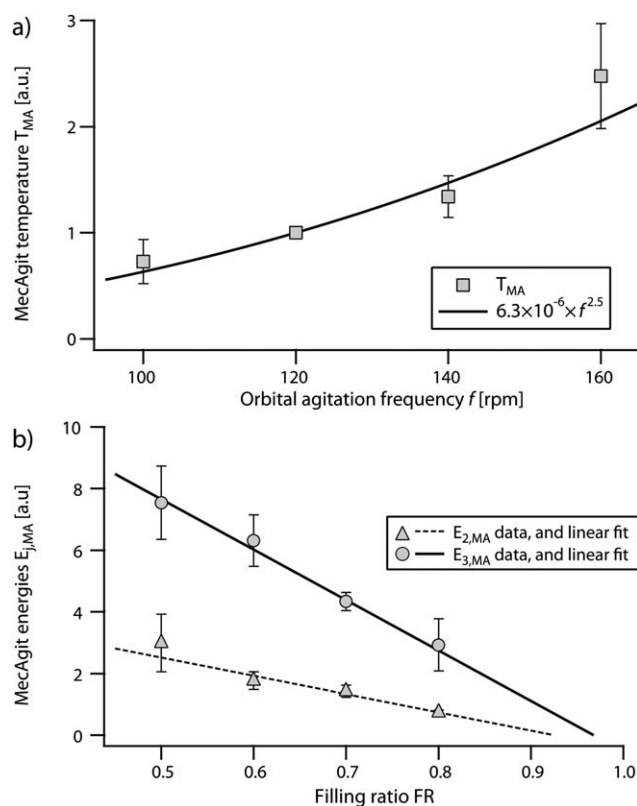 a)
MecAgit temperature T_MA [a.u.]
3
2
1
0
T_MA
6.3×10^-6×f^2.5
100
120
140
160
Orbital agitation frequency f [rpm]
b)
MecAgit energies E_j,MA [a.u]
10
8
6
4
2
0
E_2,MA data, and linear fit
E_3,MA data, and linear fit
0.5
0.6
0.7
0.8
0.9
1.0
Filling ratio FR